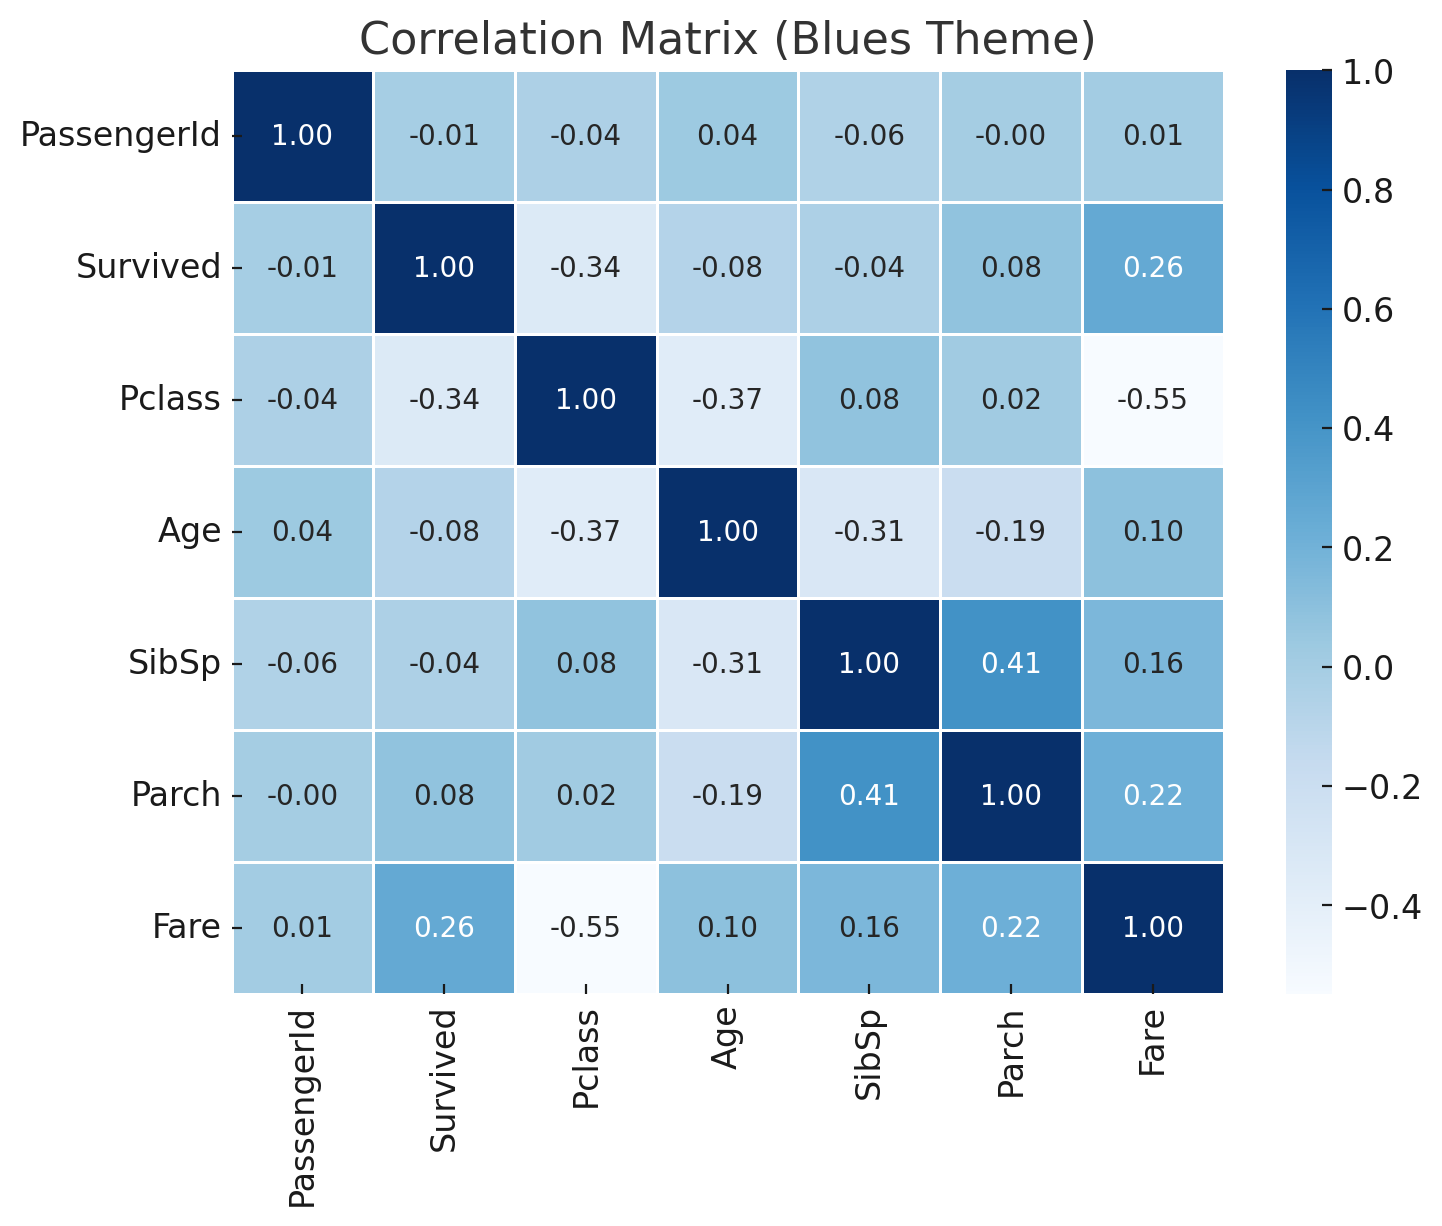 Correlation Matrix (Blues Theme)
PassengerId 1.00 -0.01 -0.04 0.04 -0.06 -0.00 0.01
Survived -0.01 1.00 -0.34 -0.08 -0.04 0.08 0.26
Pclass -0.04 -0.34 1.00 -0.37 0.08 0.02 -0.55
Age 0.04 -0.08 -0.37 1.00 -0.31 -0.19 0.10
SibSp -0.06 -0.04 0.08 -0.31 1.00 0.41 0.16
Parch -0.00 0.08 0.02 -0.19 0.41 1.00 0.22
Fare 0.01 0.26 -0.55 0.10 0.16 0.22 1.00
PassengerId Survived Pclass Age SibSp Parch Fare
1.0
0.8
0.6
0.4
0.2
0.0
−0.2
−0.4